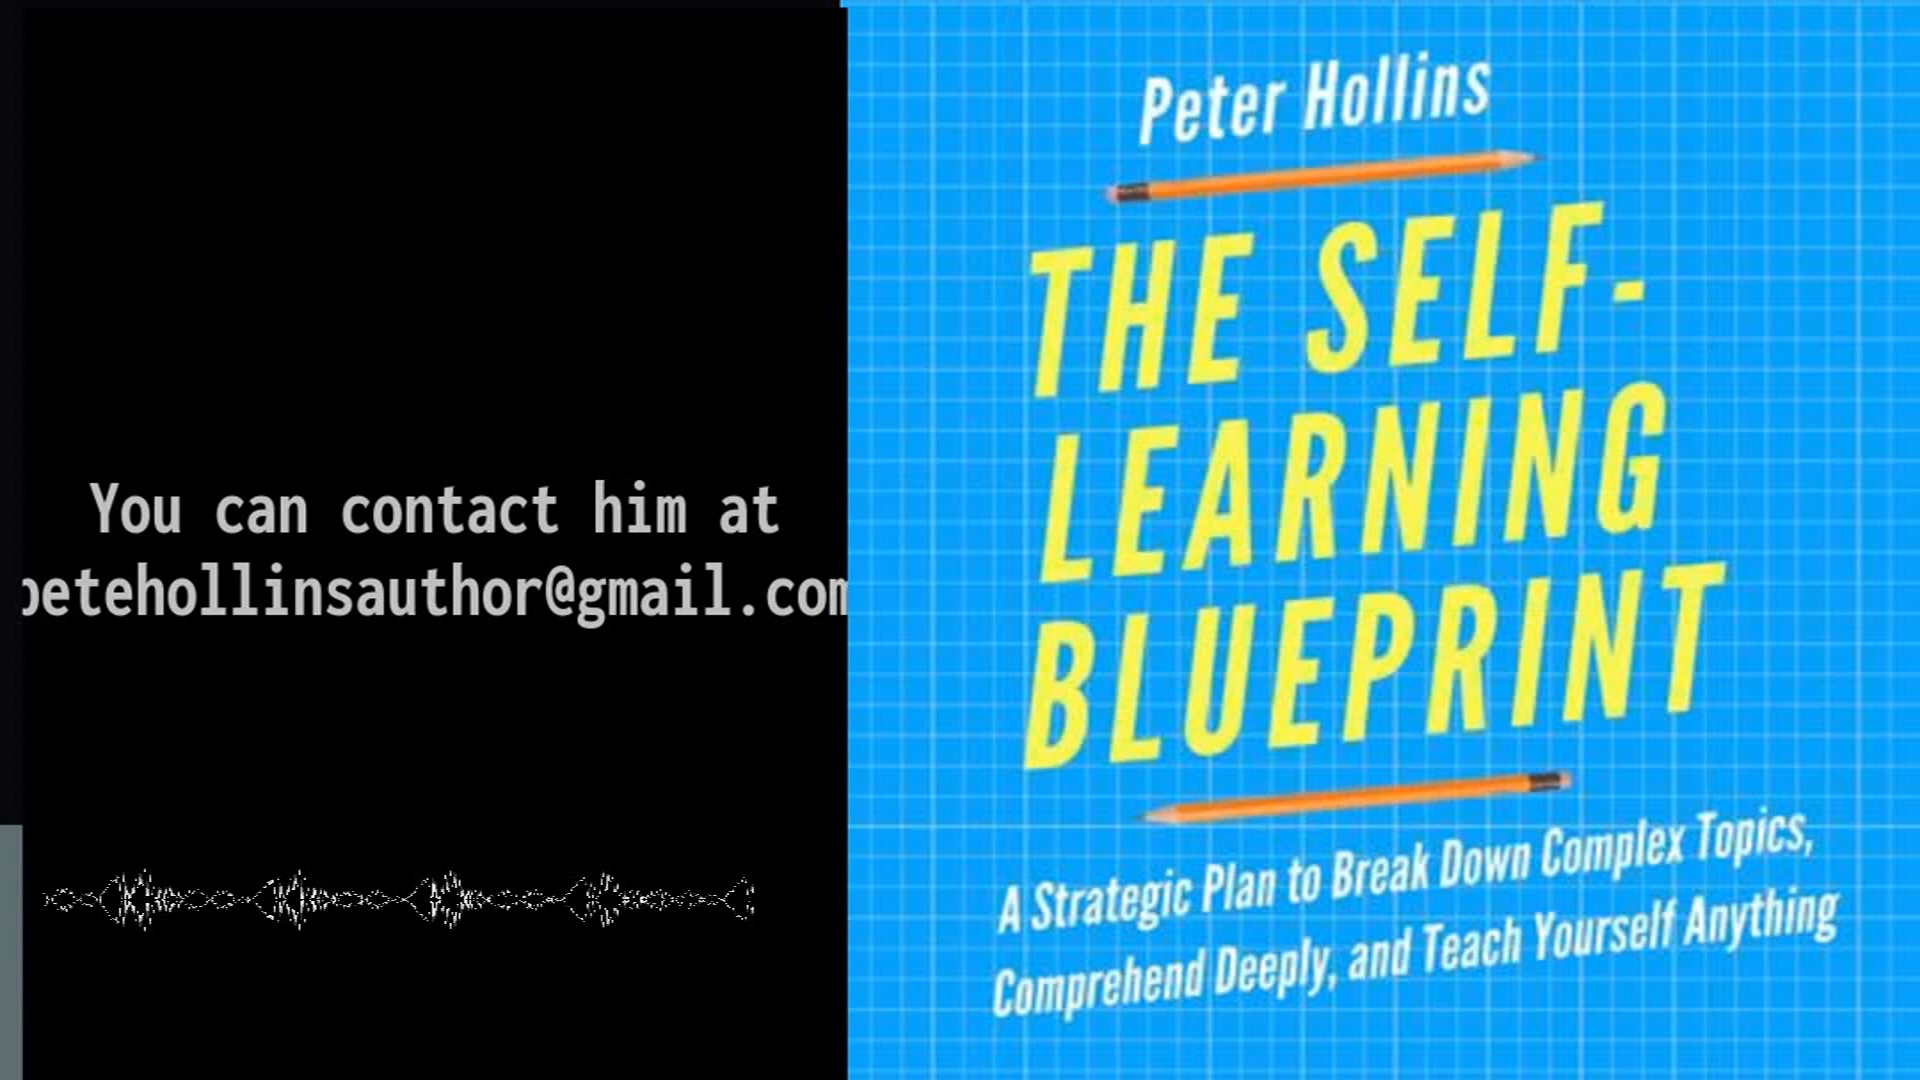 You can contact him at
petehollinsauthor@gmail.com
Peter Hollins
THE SELF-
LEARNING
BLUEPRINT
A Strategic Plan to Break Down Complex Topics,
Comprehend Deeply, and Teach Yourself Anything